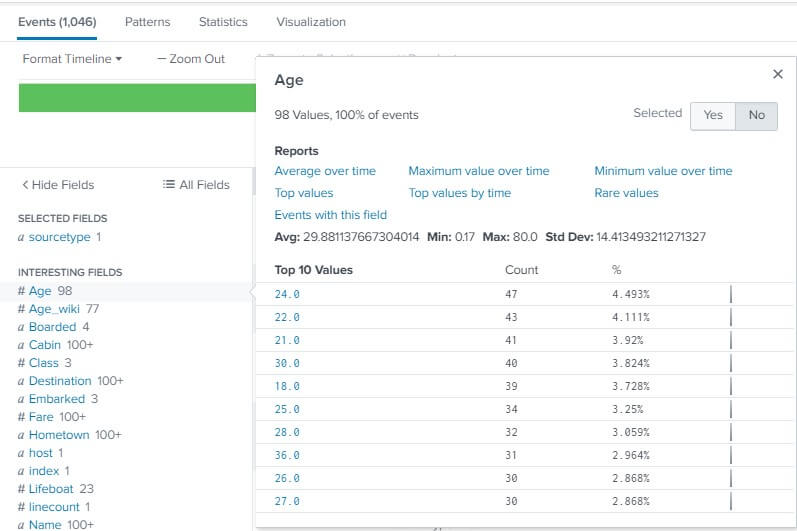 Events (1,046) Patterns Statistics Visualization
Format Timeline — Zoom Out
Age
98 Values, 100% of events
Selected Yes No
Reports
Average over time Maximum value over time Minimum value over time
Top values Top values by time Rare values
Events with this field
Avg: 29.881137667304014 Min: 0.17 Max: 80.0 Std Dev: 14.413493211271327
Top 10 Values Count %
24.0 47 4.493%
22.0 43 4.111%
21.0 41 3.92%
30.0 40 3.824%
18.0 39 3.728%
25.0 34 3.25%
28.0 32 3.059%
36.0 31 2.964%
26.0 30 2.868%
27.0 30 2.868%
< Hide Fields All Fields
SELECTED FIELDS
a sourcetype 1
INTERESTING FIELDS
# Age 98
# Age_wiki 77
a Boarded 4
a Cabin 100+
# Class 3
a Destination 100+
a Embarked 3
# Fare 100+
a Hometown 100+
a host 1
a index 1
# Lifeboat 23
# linecount 1
a Name 100+